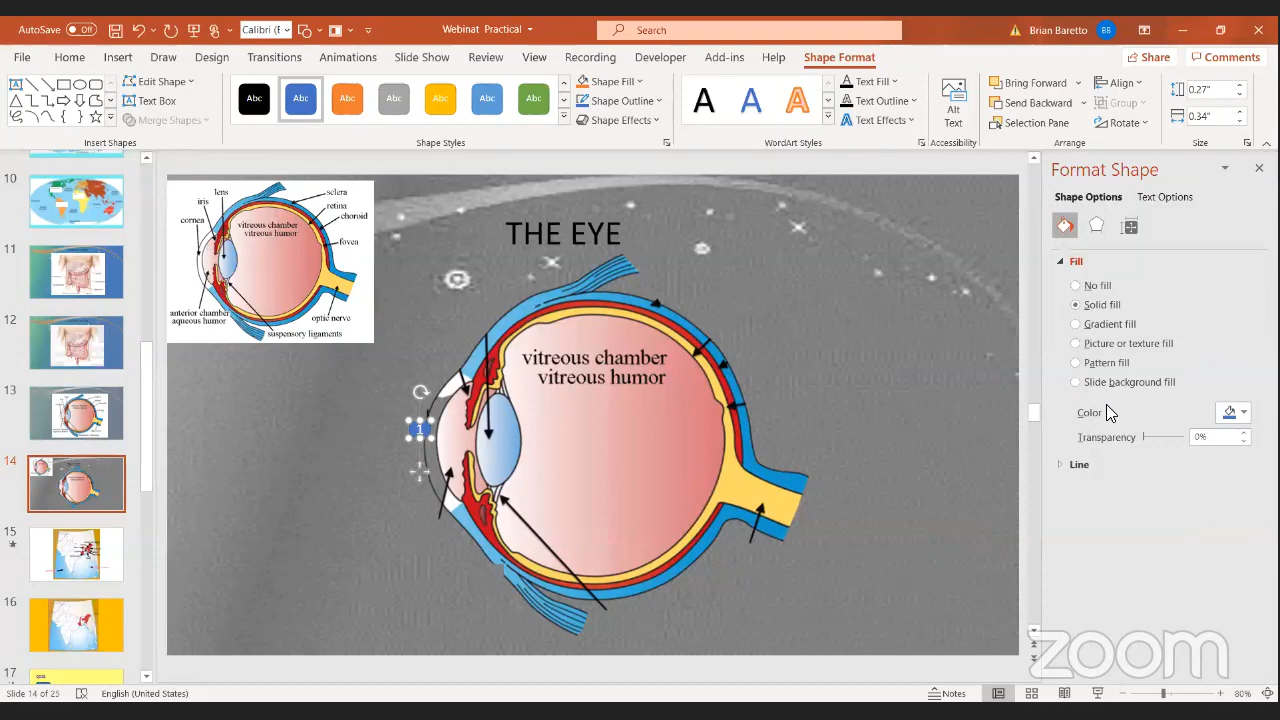 AutoSave Off Calibri (E Webinat Practical Search Brian Baretto BB
File Home Insert Draw Design Transitions Animations Slide Show Recording Review View Developer Add-ins Help Shape Format Share Comments
Edit Shape
Text Box
Merge Shapes
Insert Shapes
Abc Abc Abc Abc Abc Abc Abc
Shape Fill
Shape Outline
Shape Effects
Shape Styles
A A A
Text Fill
Text Outline
Text Effects
WordArt Styles
Alt
Text
Accessibility
Bring Forward
Send Backward
Selection Pane
Align
Group
Rotate
Arrange
0.27"
0.34"
Size
10
11
12
13
14
15
16
17
lens
iris
cornea
sclera
retina
choroid
vitreous chamber
vitreous humor
fovea
anterior chamber
aqueous humor
optic nerve
suspensory ligaments
THE EYE
vitreous chamber
vitreous humor
1
Format Shape
Shape Options Text Options
Fill
No fill
Solid fill
Gradient fill
Picture or texture fill
Pattern fill
Slide background fill
Color
Transparency 0%
Line
zoom
Slide 14 of 25 English (United States) Notes 80%